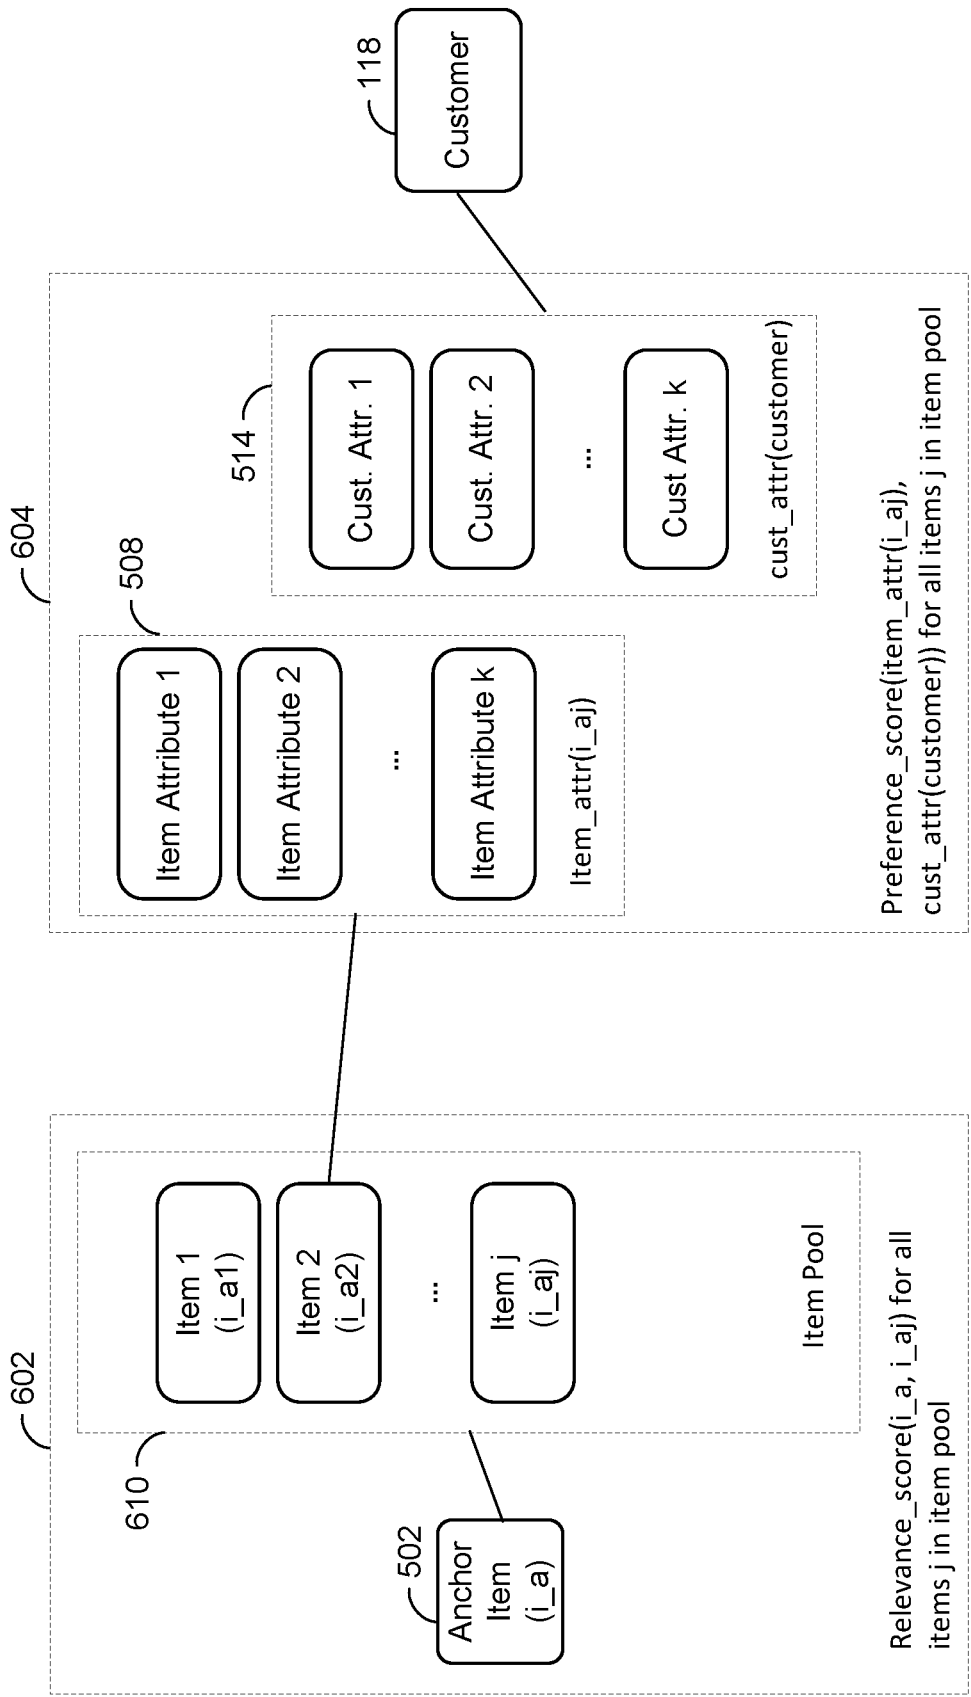 602
610
Item 1
(i_a1)
Item 2
(i_a2)
...
Item j
(i_aj)
Item Pool
502
Anchor
Item
(i_a)
Relevance_score(i_a, i_aj) for all
items j in item pool
604
508
Item Attribute 1
Item Attribute 2
...
Item Attribute k
Item_attr(i_aj)
514
Cust. Attr. 1
Cust. Attr. 2
...
Cust Attr. k
cust_attr(customer)
Preference_score(item_attr(i_aj),
cust_attr(customer)) for all items j in item pool
118
Customer